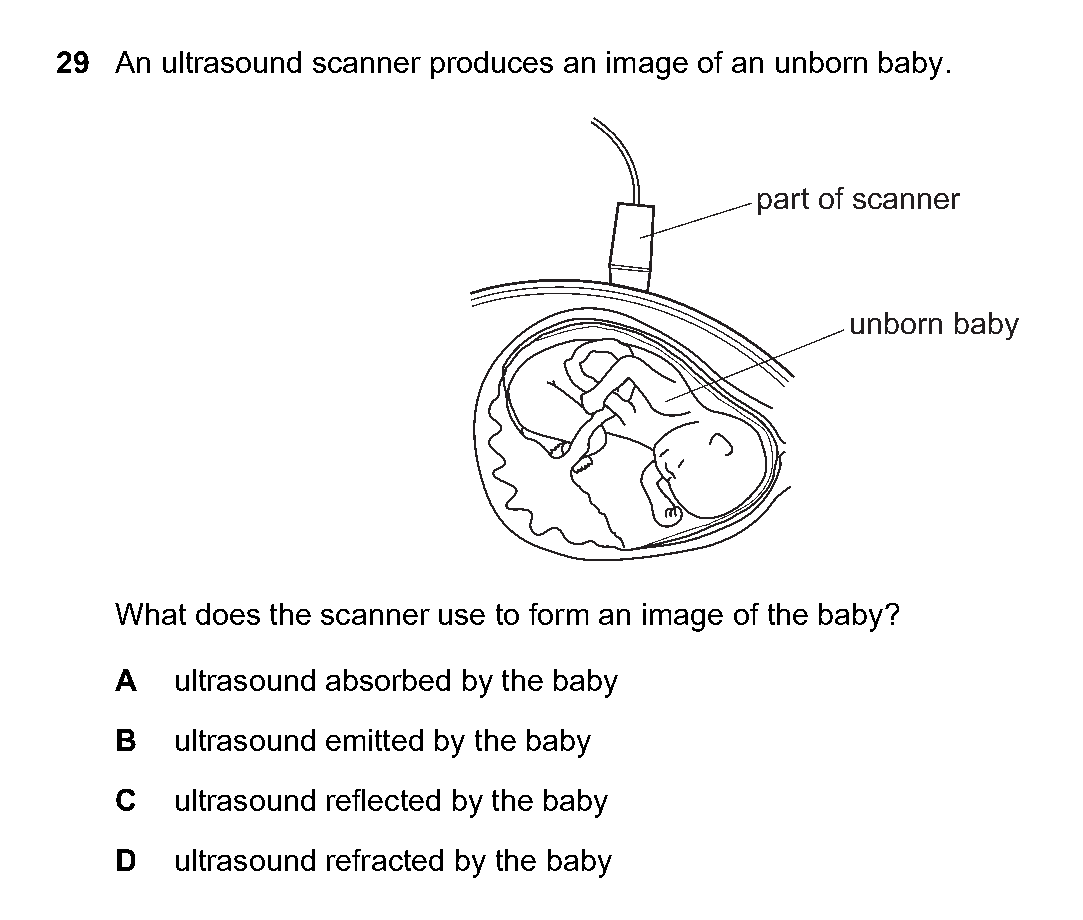 29 An ultrasound scanner produces an image of an unborn baby.
part of scanner
unborn baby
What does the scanner use to form an image of the baby?
A ultrasound absorbed by the baby
B ultrasound emitted by the baby
C ultrasound reflected by the baby
D ultrasound refracted by the baby